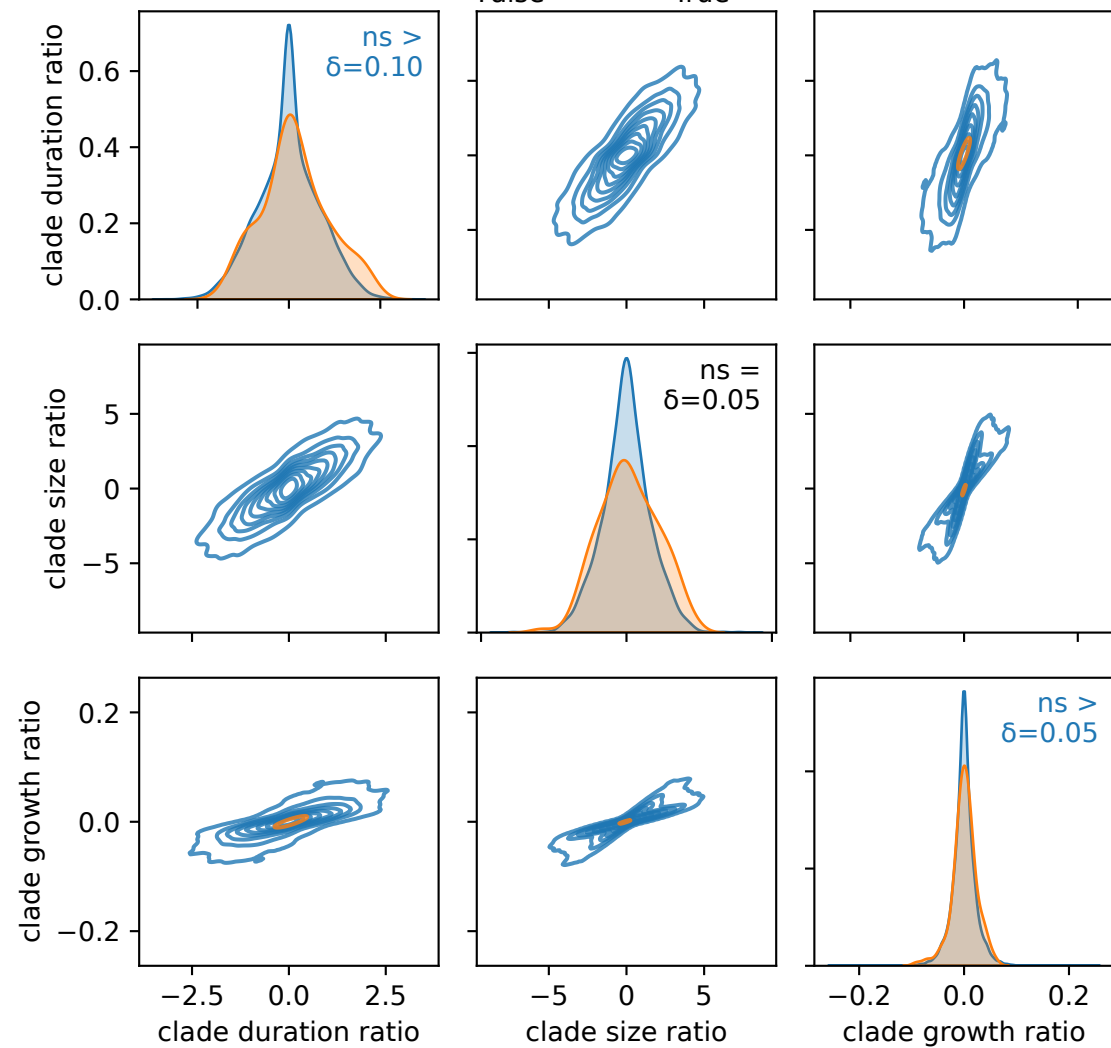 clade duration ratio
0.6
0.4
0.2
0.0
ns >
δ=0.10
clade size ratio
5
0
−5
ns =
δ=0.05
clade growth ratio
0.2
0.0
−0.2
ns >
δ=0.05
−2.5 0.0 2.5
clade duration ratio
−5 0 5
clade size ratio
−0.2 0.0 0.2
clade growth ratio